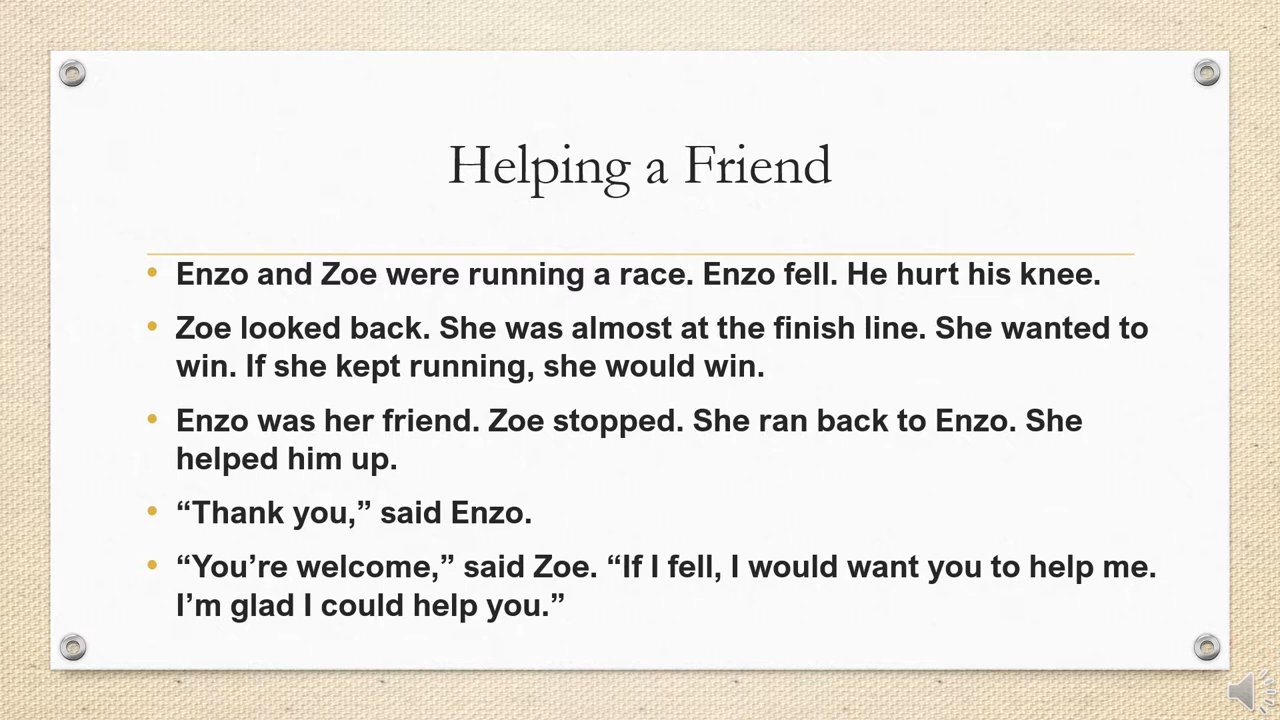 Helping a Friend
• Enzo and Zoe were running a race. Enzo fell. He hurt his knee.
• Zoe looked back. She was almost at the finish line. She wanted to
win. If she kept running, she would win.
• Enzo was her friend. Zoe stopped. She ran back to Enzo. She
helped him up.
• “Thank you,” said Enzo.
• “You’re welcome,” said Zoe. “If I fell, I would want you to help me.
I’m glad I could help you.”